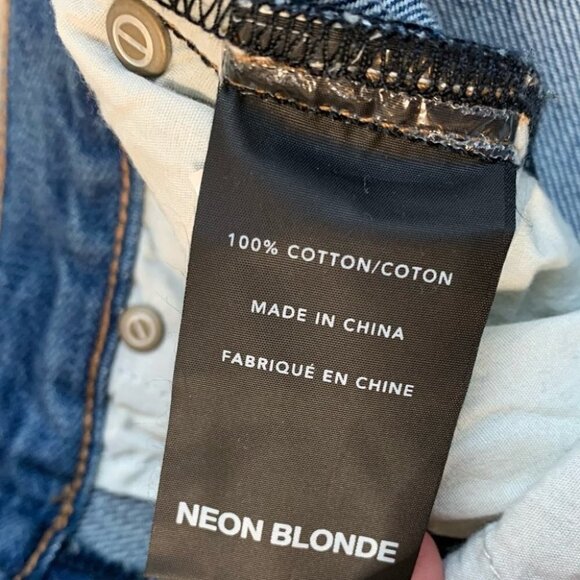 100% COTTON/COTON
MADE IN CHINA
FABRIQUÉ EN CHINE
NEON BLONDE